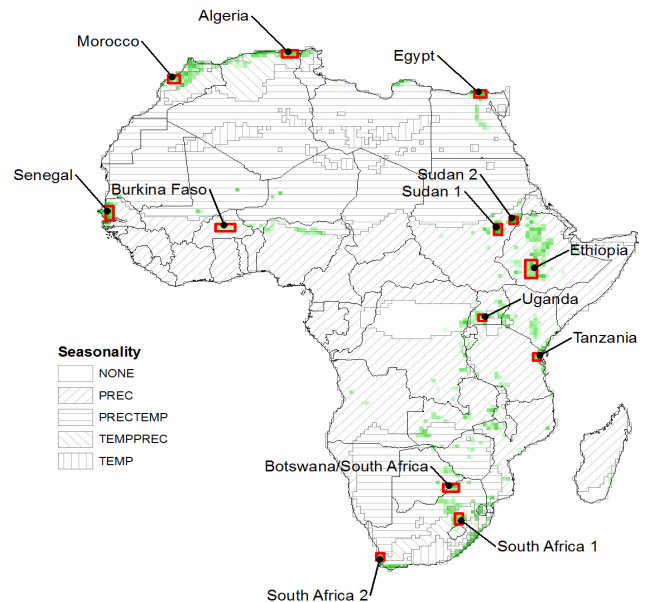 Algeria
Morocco
Egypt
Senegal
Burkina Faso
Sudan 2
Sudan 1
Ethiopia
Uganda
Tanzania
Seasonality
NONE
PREC
PRECTEMP
TEMPPREC
TEMP
Botswana/South Africa
South Africa 1
South Africa 2